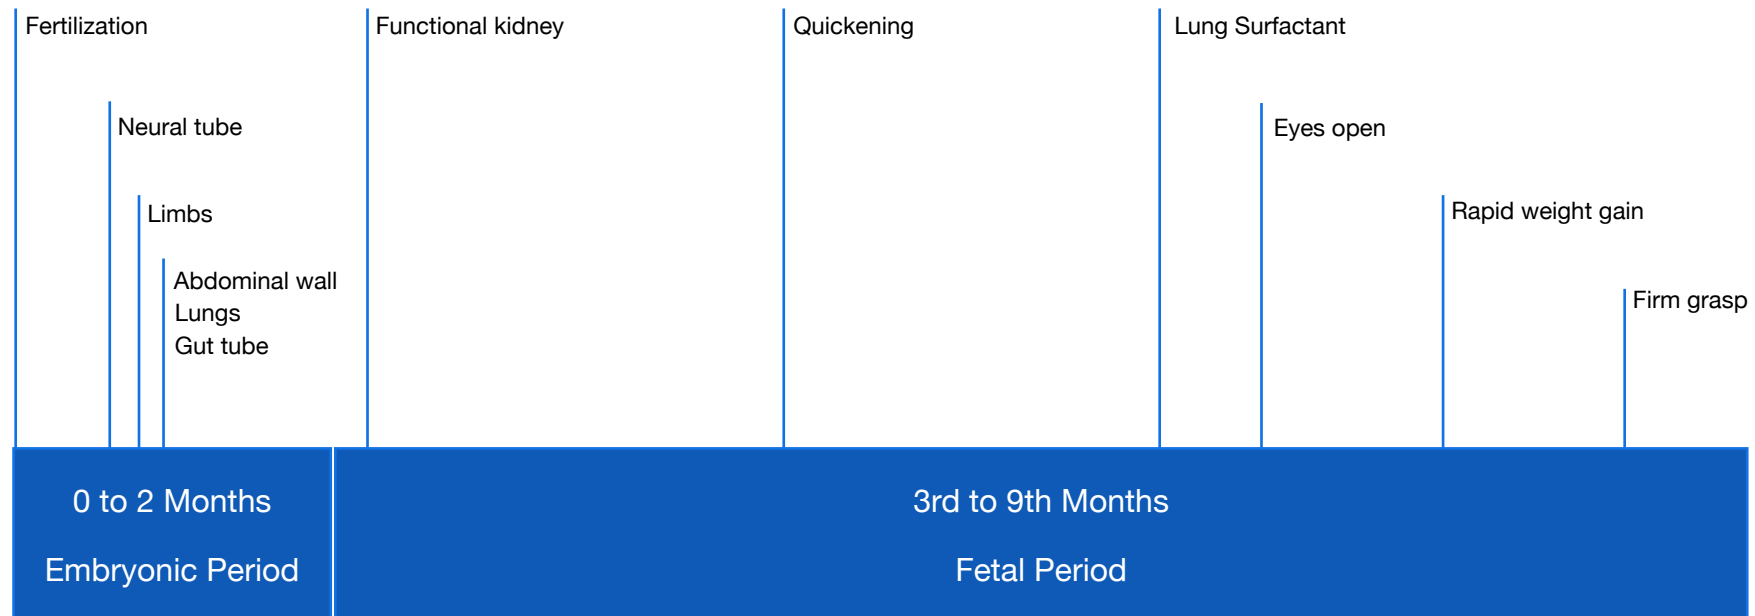 Fertilization
Functional kidney
Quickening
Lung Surfactant
Neural tube
Eyes open
Limbs
Rapid weight gain
Abdominal wall
Lungs
Gut tube
Firm grasp
0 to 2 Months
Embryonic Period
3rd to 9th Months
Fetal Period